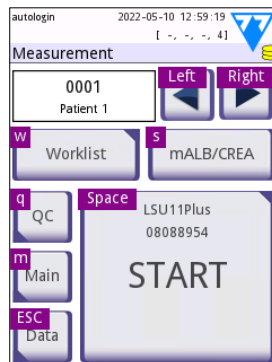 autologin 2022-05-10 12:59:19
[ -, -, -, 4]
Measurement
0001
Patient 1
Left Right
w
Worklist
s
mALB/CREA
q
QC
Space
LSU11Plus
08088954
START
m
Main
ESC
Data